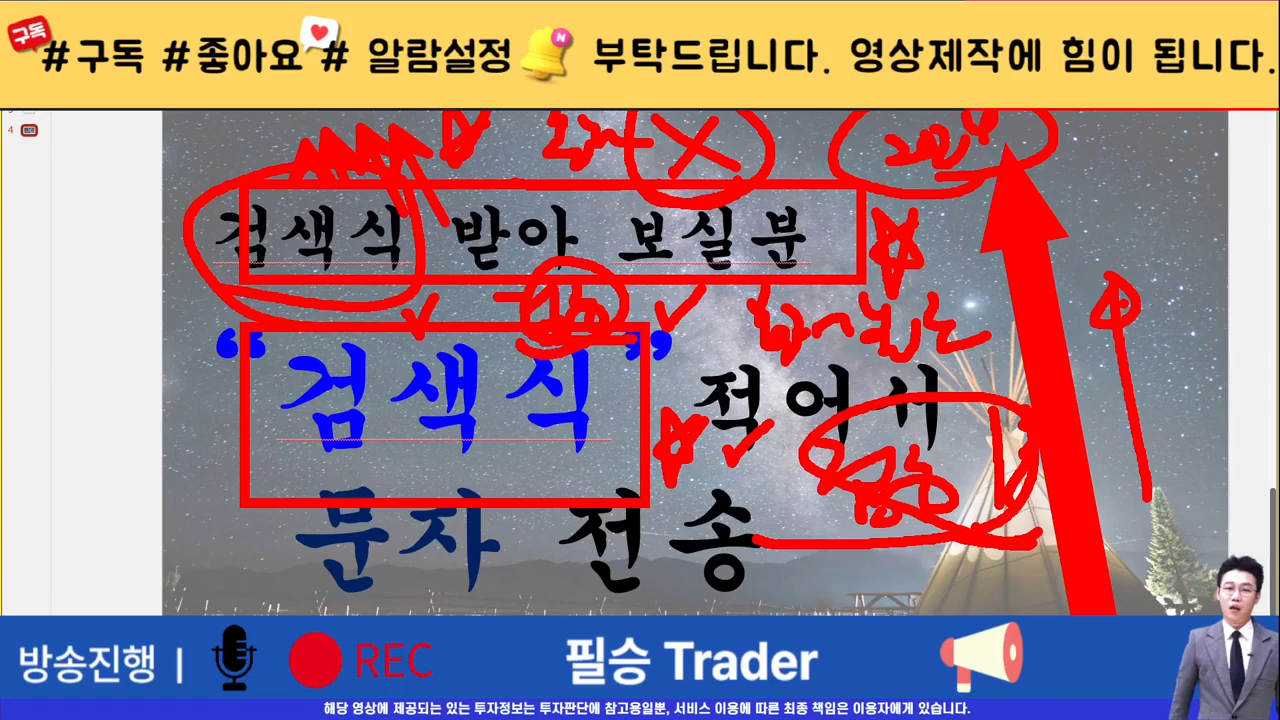 구독
#구독 #좋아요 # 알람설정 N 부탁드립니다. 영상제작에 힘이 됩니다.
4
검색식 받아 보실분
“검색식” 적어서
문자 전송
방송진행 | REC 필승 Trader
해당 영상에 제공되는 있는 투자정보는 투자판단에 참고용일뿐, 서비스 이용에 따른 최종 책임은 이용자에게 있습니다.